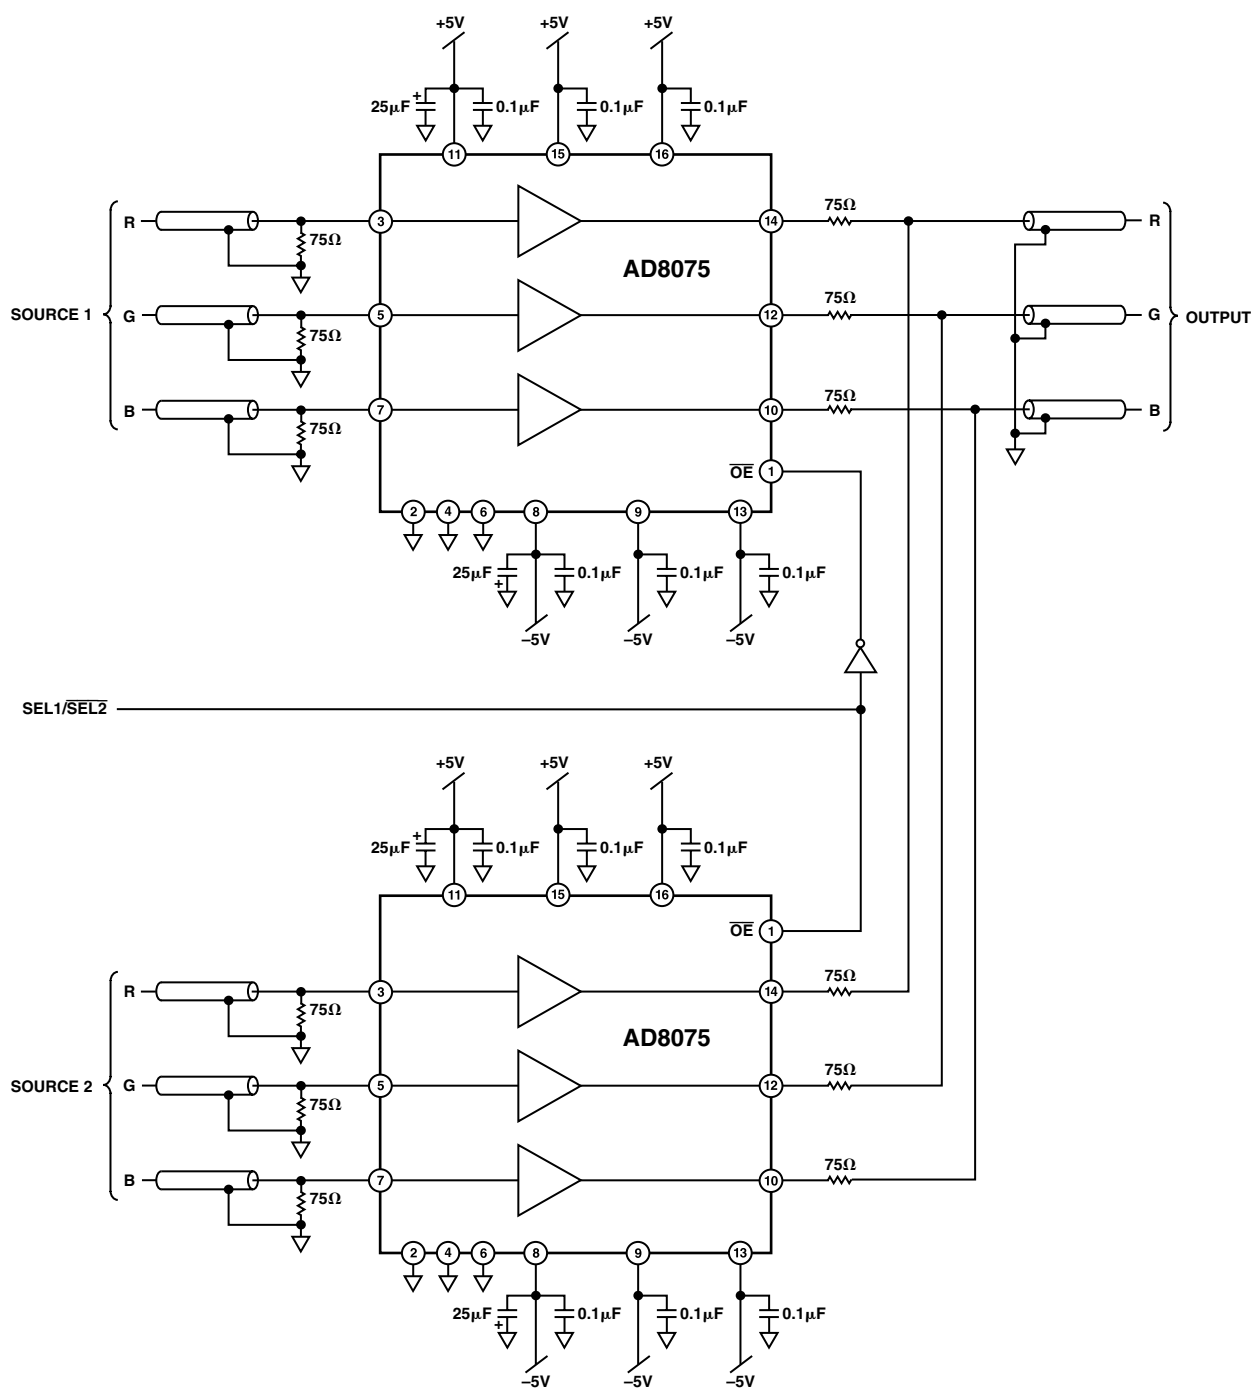 +5V +5V +5V
25μF + 0.1μF 0.1μF 0.1μF
11 15 16
R 75Ω 3 14 75Ω R
AD8075
SOURCE 1 G 75Ω 5 12 75Ω G OUTPUT
B 75Ω 7 10 75Ω B
OE 1
2 4 6 8 9 13
25μF + 0.1μF 0.1μF 0.1μF
–5V –5V –5V
SEL1/SEL2
+5V +5V +5V
25μF + 0.1μF 0.1μF 0.1μF
11 15 16
OE 1
R 75Ω 3 14 75Ω
AD8075
SOURCE 2 G 75Ω 5 12 75Ω
B 75Ω 7 10 75Ω
2 4 6 8 9 13
25μF + 0.1μF 0.1μF 0.1μF
–5V –5V –5V